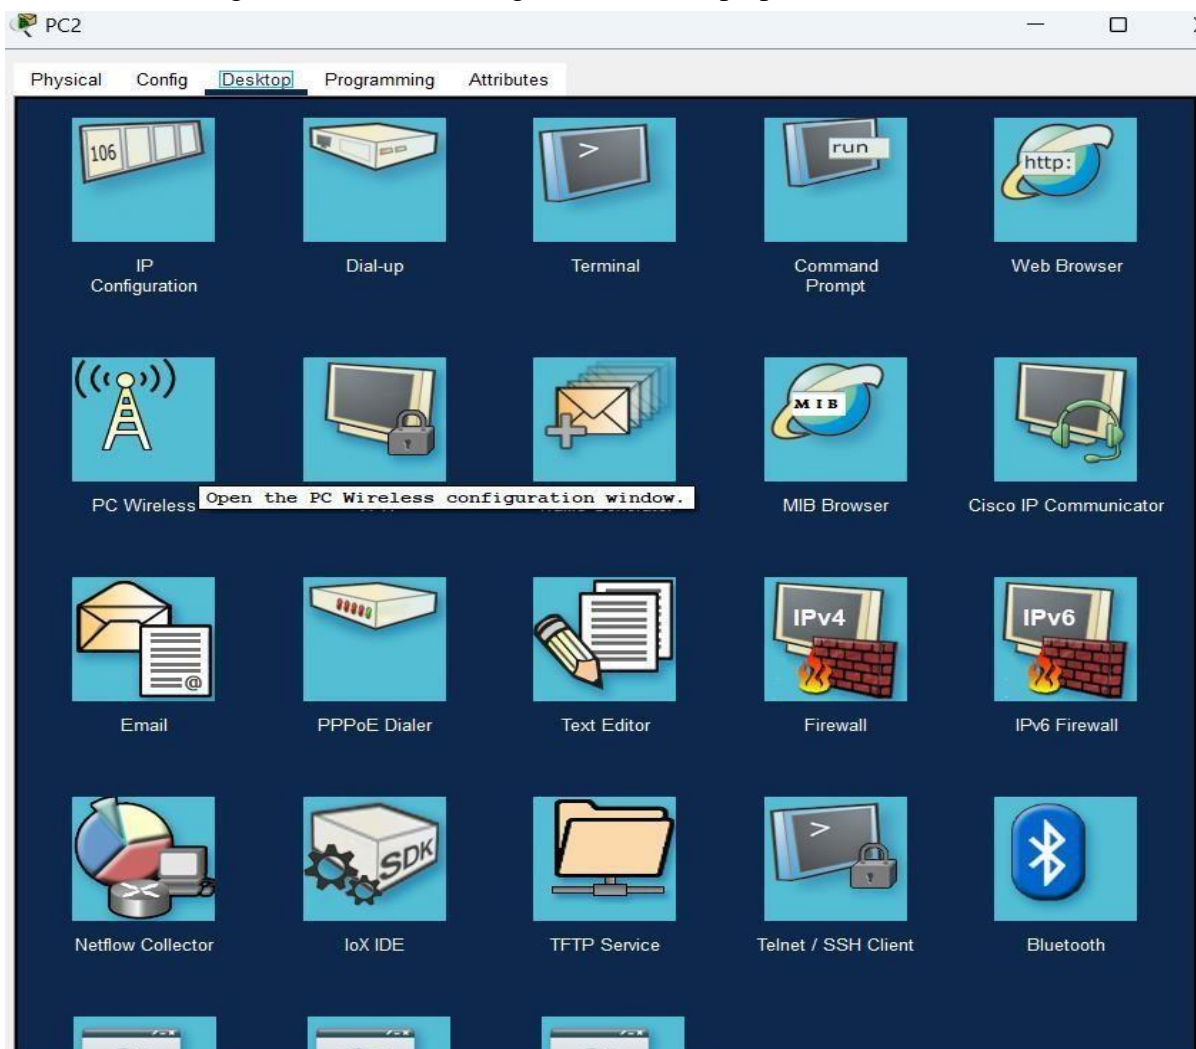 PC2
Physical Config Desktop Programming Attributes
106
>
run
http:
IP
Configuration
Dial-up
Terminal
Command
Prompt
Web Browser
MIB
PC Wireless
Open the PC Wireless configuration window.
MIB Browser
Cisco IP Communicator
@
IPv4
IPv6
Email
PPPoE Dialer
Text Editor
Firewall
IPv6 Firewall
SDK
>
Netflow Collector
IoX IDE
TFTP Service
Telnet / SSH Client
Bluetooth